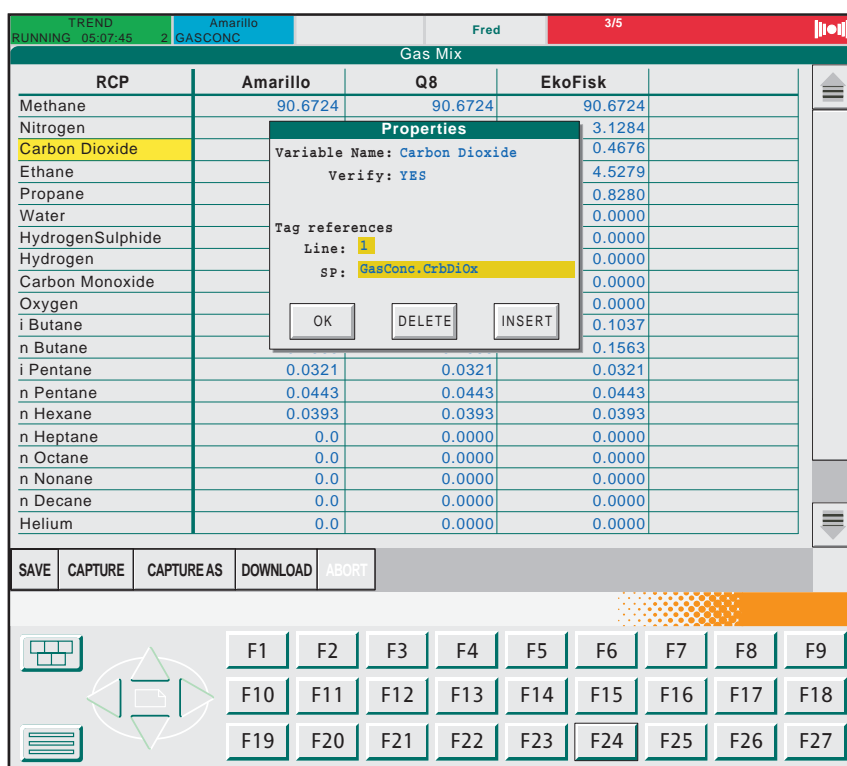 TREND Amarillo Fred 3/5
RUNNING 05:07:45 2 GASCONC
Gas Mix
RCP Amarillo Q8 EkoFisk
Methane 90.6724 90.6724 90.6724
Nitrogen 3.1284
Carbon Dioxide 0.4676
Ethane 4.5279
Propane 0.8280
Water 0.0000
HydrogenSulphide 0.0000
Hydrogen 0.0000
Carbon Monoxide 0.0000
Oxygen 0.0000
i Butane 0.1037
n Butane 0.1563
Properties
Variable Name: Carbon Dioxide
Verify: YES
Tag references
Line: 1
SP: GasConc.CrbDiOx
OK DELETE INSERT
i Pentane 0.0321 0.0321 0.0321
n Pentane 0.0443 0.0443 0.0443
n Hexane 0.0393 0.0393 0.0393
n Heptane 0.0 0.0000 0.0000
n Octane 0.0 0.0000 0.0000
n Nonane 0.0 0.0000 0.0000
n Decane 0.0 0.0000 0.0000
Helium 0.0 0.0000 0.0000
SAVE CAPTURE CAPTURE AS DOWNLOAD ABORT
F1 F2 F3 F4 F5 F6 F7 F8 F9
F10 F11 F12 F13 F14 F15 F16 F17 F18
F19 F20 F21 F22 F23 F24 F25 F26 F27